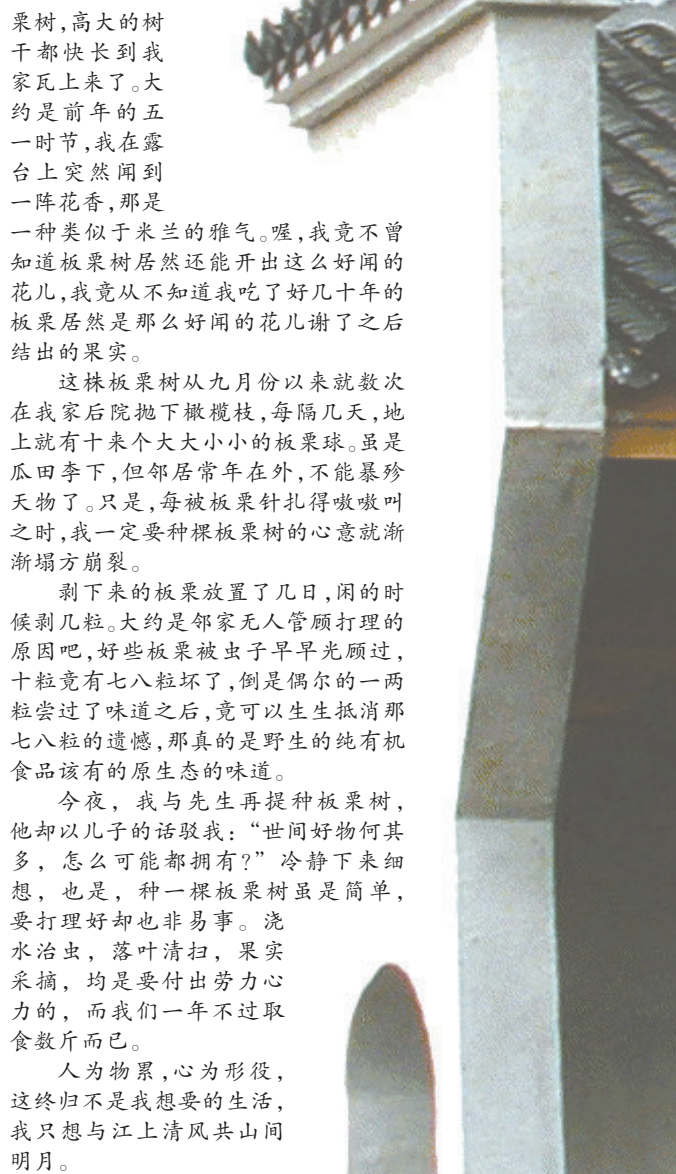 栗树,高大的树
干都快长到我
家瓦上来了。大
约是前年的五
一时节,我在露
台上突然闻到
一阵花香,那是
一种类似于米兰的雅气。喔,我竟不曾
知道板栗树居然还能开出这么好闻的
花儿,我竟从不知道我吃了好几十年的
板栗居然是那么好闻的花儿谢了之后
结出的果实。
这株板栗树从九月份以来就数次
在我家后院抛下橄榄枝,每隔几天,地
上就有十来个大大小小的板栗球。虽是
瓜田李下,但邻居常年在外,不能暴殄
天物了。只是,每被板栗针扎得嗷嗷叫
之时,我一定要种棵板栗树的心意就渐
渐塌方崩裂。
剥下来的板栗放置了几日,闲的时
候剥几粒。大约是邻家无人管顾打理的
原因吧,好些板栗被虫子早早光顾过,
十粒竟有七八粒坏了,倒是偶尔的一两
粒尝过了味道之后,竟可以生生抵消那
七八粒的遗憾,那真的是野生的纯有机
食品该有的原生态的味道。
今夜，我与先生再提种板栗树，
他却以儿子的话驳我：“世间好物何其
多，怎么可能都拥有?”冷静下来细
想，也是，种一棵板栗树虽是简单，
要打理好却也非易事。浇
水治虫，落叶清扫，果实
采摘，均是要付出劳力心
力的，而我们一年不过取
食数斤而已。
人为物累,心为形役，
这终归不是我想要的生活，
我只想与江上清风共山间
明月。